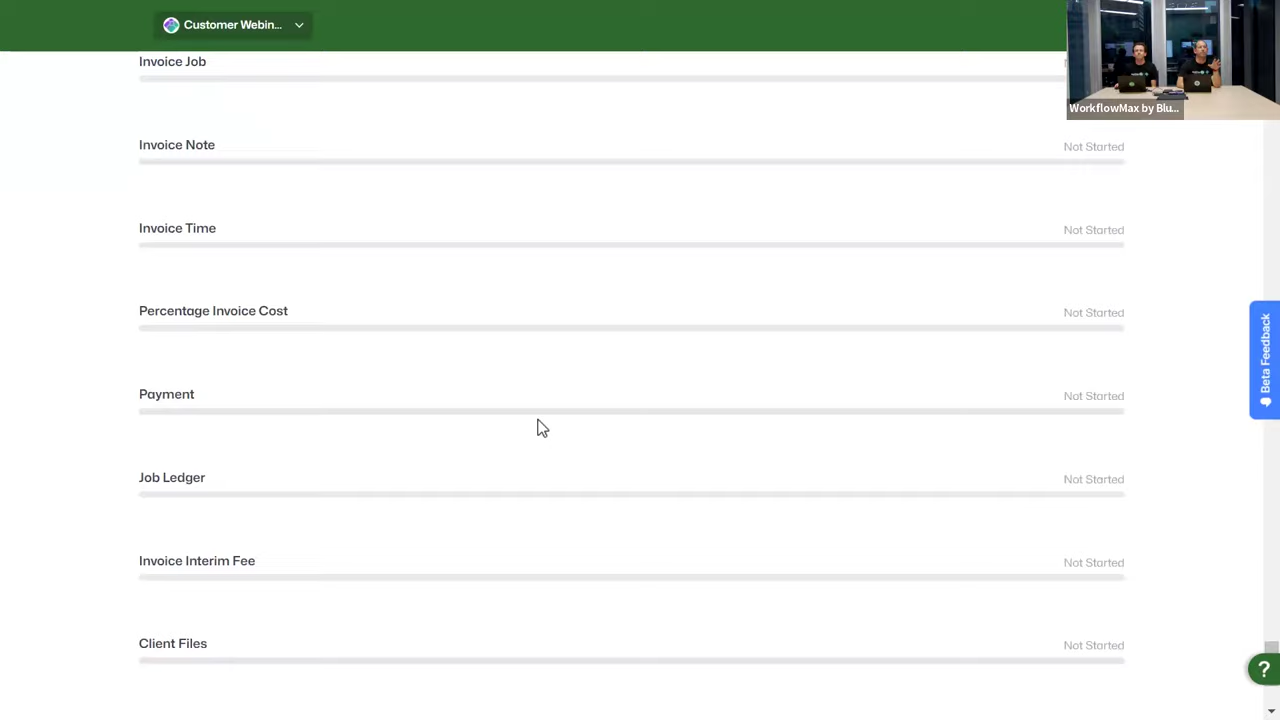 Customer Webin...
Invoice Job
WorkflowMax by Blu...
Invoice Note
Not Started
Invoice Time
Not Started
Percentage Invoice Cost
Not Started
Beta Feedback
Payment
Not Started
Job Ledger
Not Started
Invoice Interim Fee
Not Started
Client Files
Not Started
?